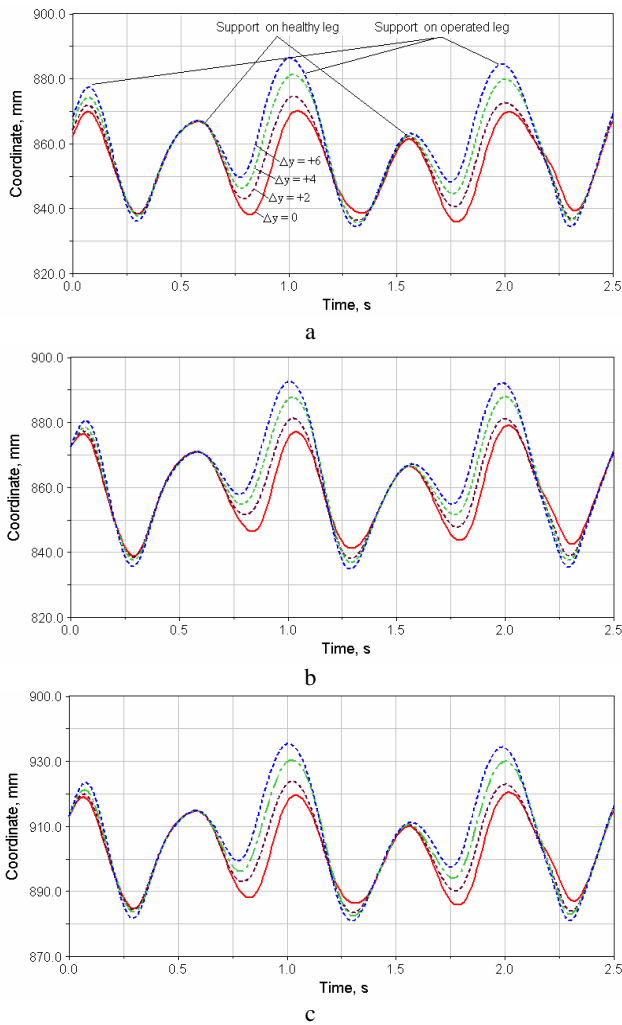 900.0
Support on healthy leg
Support on operated leg
880.0
Coordinate, mm
860.0
Δy = +6
Δy = +4
Δy = +2
Δy = 0
840.0
820.0
0.0
0.5
1.0
1.5
2.0
2.5
Time, s
a
900.0
880.0
Coordinate, mm
860.0
840.0
820.0
0.0
0.5
1.0
1.5
2.0
2.5
Time, s
b
900.0
930.0
Coordinate, mm
910.0
890.0
870.0
0.0
0.5
1.0
1.5
2.0
2.5
Time, s
c